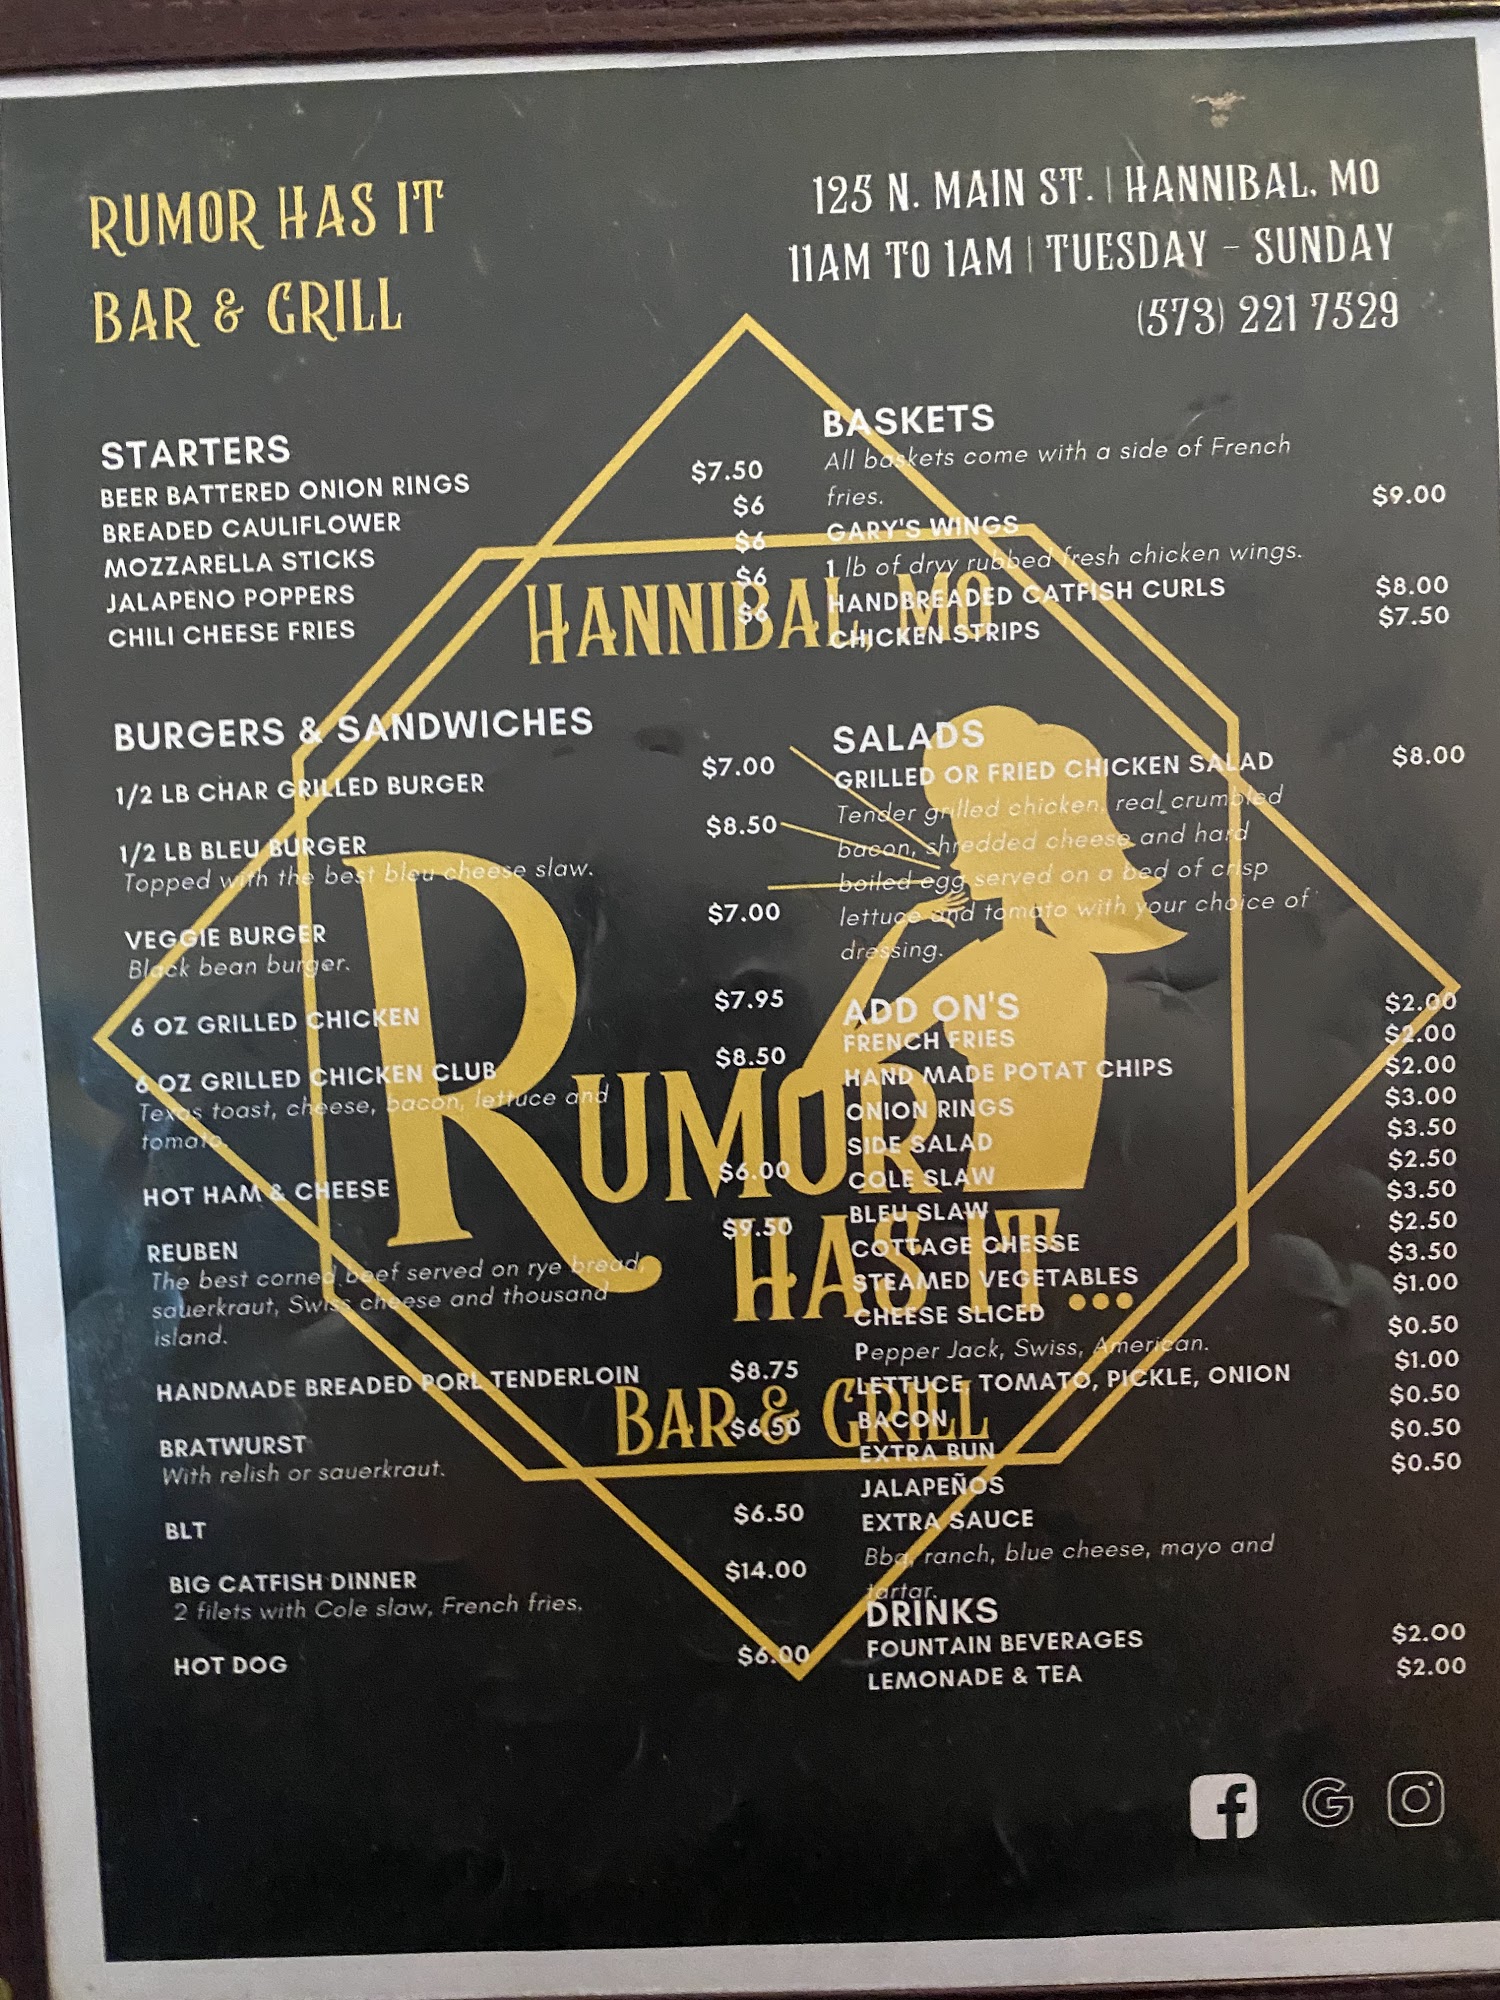 RUMOR HAS IT
BAR & GRILL
125 N. MAIN ST. | HANNIBAL, MO
11AM TO 1AM | TUESDAY - SUNDAY
(573) 221 7529
STARTERS
BEER BATTERED ONION RINGS $7.50
BREADED CAULIFLOWER $6
MOZZARELLA STICKS $6
JALAPENO POPPERS $6
CHILI CHEESE FRIES $6
BURGERS & SANDWICHES
1/2 LB CHAR GRILLED BURGER $7.00
1/2 LB BLEU BURGER $8.50
Topped with the best bleu cheese slaw.
VEGGIE BURGER $7.00
Black bean burger.
6 OZ GRILLED CHICKEN $7.95
6 OZ GRILLED CHICKEN CLUB $8.50
Texas toast, cheese, bacon, lettuce and
tomato.
HOT HAM & CHEESE $6.00
REUBEN $9.50
The best corned beef served on rye bread,
sauerkraut, Swiss cheese and thousand
island.
HANDMADE BREADED PORL TENDERLOIN $8.75
BRATWURST $6.50
With relish or sauerkraut.
BLT $6.50
BIG CATFISH DINNER $14.00
2 filets with Cole slaw, French fries.
HOT DOG $6.00
BASKETS
All baskets come with a side of French
fries.
GARY'S WINGS $9.00
1 lb of dryy rubbed fresh chicken wings.
HANDBREADED CATFISH CURLS $8.00
CHICKEN STRIPS $7.50
SALADS
GRILLED OR FRIED CHICKEN SALAD $8.00
Tender grilled chicken, real crumbled
bacon, shredded cheese and hard
boiled egg served on a bed of crisp
lettuce and tomato with your choice of
dressing.
ADD ON'S
FRENCH FRIES $2.00
HAND MADE POTAT CHIPS $2.00
ONION RINGS $2.00
SIDE SALAD $3.00
COLE SLAW $3.50
BLEU SLAW $2.50
COTTAGE CHESSE $3.50
STEAMED VEGETABLES $2.50
CHEESE SLICED $3.50
Pepper Jack, Swiss, American. $1.00
LETTUCE, TOMATO, PICKLE, ONION $0.50
BACON $1.00
EXTRA BUN $0.50
JALAPEÑOS $0.50
EXTRA SAUCE $0.50
Bbq, ranch, blue cheese, mayo and
tartar.
DRINKS
FOUNTAIN BEVERAGES $2.00
LEMONADE & TEA $2.00
HANNIBAL, MO
RUMOR
HAS IT...
BAR & GRILL
f G